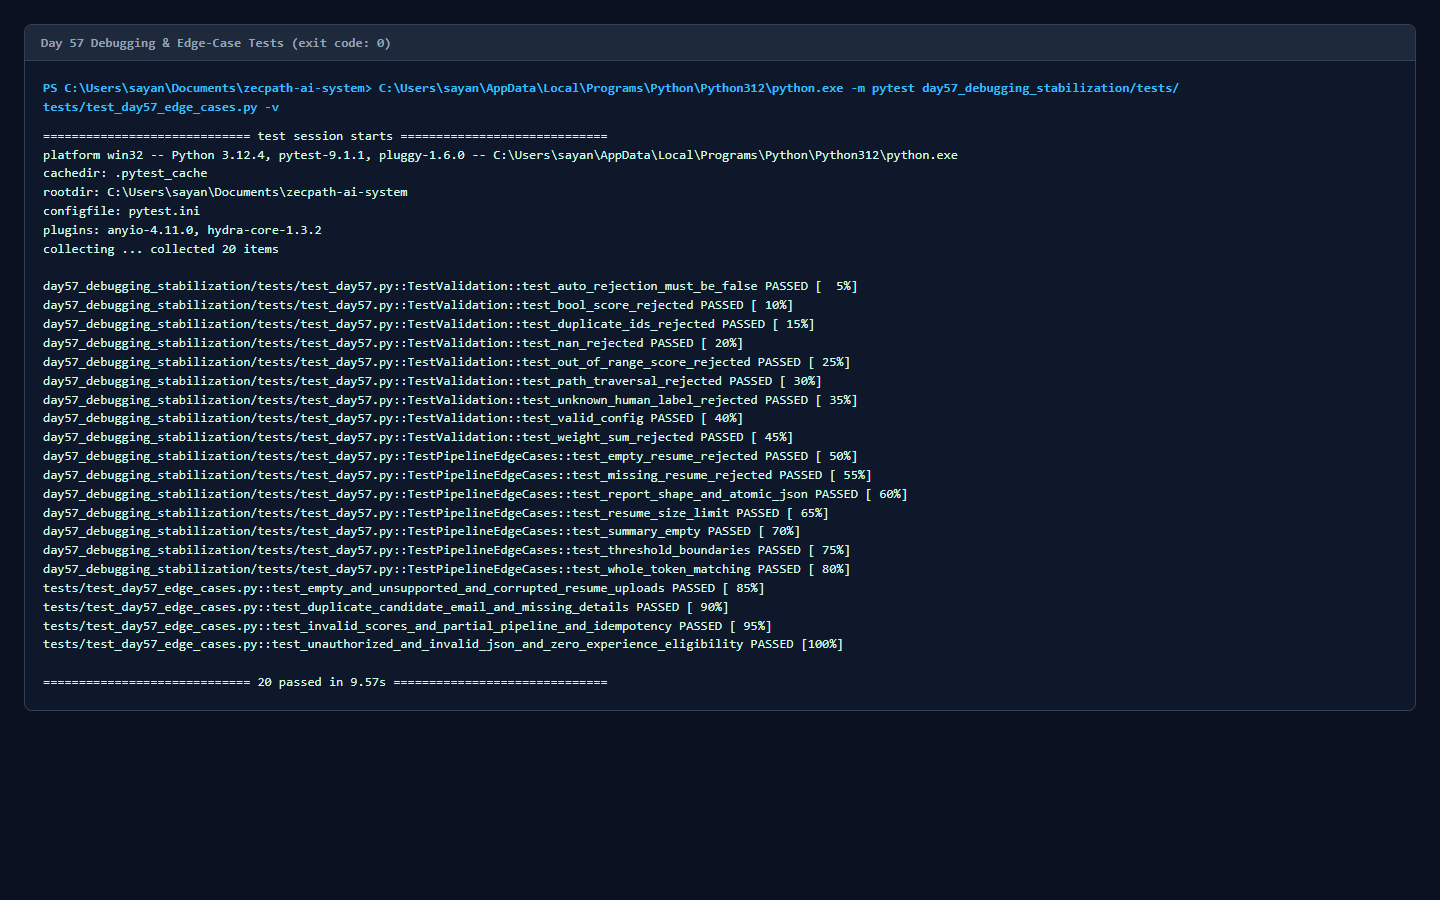 Day 57 Debugging & Edge-Case Tests (exit code: 0)
PS C:\Users\sayan\Documents\zecpath-ai-system> C:\Users\sayan\AppData\Local\Programs\Python\Python312\python.exe -m pytest day57_debugging_stabilization/tests/
tests/test_day57_edge_cases.py -v
============================= test session starts =============================
platform win32 -- Python 3.12.4, pytest-9.1.1, pluggy-1.6.0 -- C:\Users\sayan\AppData\Local\Programs\Python\Python312\python.exe
cachedir: .pytest_cache
rootdir: C:\Users\sayan\Documents\zecpath-ai-system
configfile: pytest.ini
plugins: anyio-4.11.0, hydra-core-1.3.2
collecting ... collected 20 items
day57_debugging_stabilization/tests/test_day57.py::TestValidation::test_auto_rejection_must_be_false PASSED [  5%]
day57_debugging_stabilization/tests/test_day57.py::TestValidation::test_bool_score_rejected PASSED [ 10%]
day57_debugging_stabilization/tests/test_day57.py::TestValidation::test_duplicate_ids_rejected PASSED [ 15%]
day57_debugging_stabilization/tests/test_day57.py::TestValidation::test_nan_rejected PASSED [ 20%]
day57_debugging_stabilization/tests/test_day57.py::TestValidation::test_out_of_range_score_rejected PASSED [ 25%]
day57_debugging_stabilization/tests/test_day57.py::TestValidation::test_path_traversal_rejected PASSED [ 30%]
day57_debugging_stabilization/tests/test_day57.py::TestValidation::test_unknown_human_label_rejected PASSED [ 35%]
day57_debugging_stabilization/tests/test_day57.py::TestValidation::test_valid_config PASSED [ 40%]
day57_debugging_stabilization/tests/test_day57.py::TestValidation::test_weight_sum_rejected PASSED [ 45%]
day57_debugging_stabilization/tests/test_day57.py::TestPipelineEdgeCases::test_empty_resume_rejected PASSED [ 50%]
day57_debugging_stabilization/tests/test_day57.py::TestPipelineEdgeCases::test_missing_resume_rejected PASSED [ 55%]
day57_debugging_stabilization/tests/test_day57.py::TestPipelineEdgeCases::test_report_shape_and_atomic_json PASSED [ 60%]
day57_debugging_stabilization/tests/test_day57.py::TestPipelineEdgeCases::test_resume_size_limit PASSED [ 65%]
day57_debugging_stabilization/tests/test_day57.py::TestPipelineEdgeCases::test_summary_empty PASSED [ 70%]
day57_debugging_stabilization/tests/test_day57.py::TestPipelineEdgeCases::test_threshold_boundaries PASSED [ 75%]
day57_debugging_stabilization/tests/test_day57.py::TestPipelineEdgeCases::test_whole_token_matching PASSED [ 80%]
tests/test_day57_edge_cases.py::test_empty_and_unsupported_and_corrupted_resume_uploads PASSED [ 85%]
tests/test_day57_edge_cases.py::test_duplicate_candidate_email_and_missing_details PASSED [ 90%]
tests/test_day57_edge_cases.py::test_invalid_scores_and_partial_pipeline_and_idempotency PASSED [ 95%]
tests/test_day57_edge_cases.py::test_unauthorized_and_invalid_json_and_zero_experience_eligibility PASSED [100%]
============================= 20 passed in 9.57s ==============================